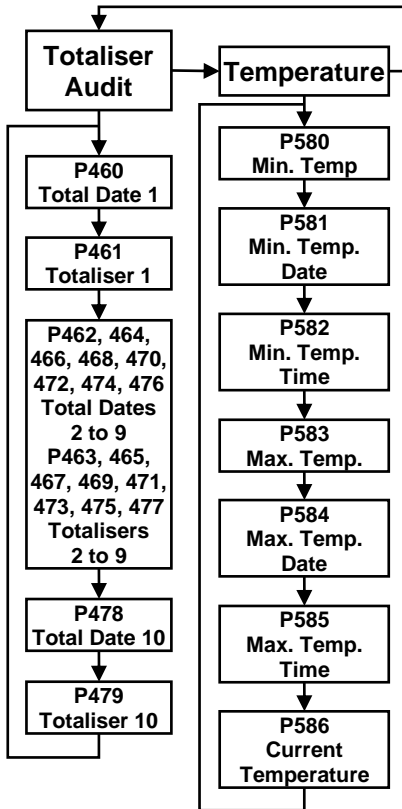 Totaliser
Audit
Temperature
P460
Total Date 1
P461
Totaliser 1
P462, 464,
466, 468, 470,
472, 474, 476
Total Dates
2 to 9
P463, 465,
467, 469, 471,
473, 475, 477
Totalisers
2 to 9
P478
Total Date 10
P479
Totaliser 10
P580
Min. Temp
P581
Min. Temp.
Date
P582
Min. Temp.
Time
P583
Max. Temp.
P584
Max. Temp.
Date
P585
Max. Temp.
Time
P586
Current
Temperature